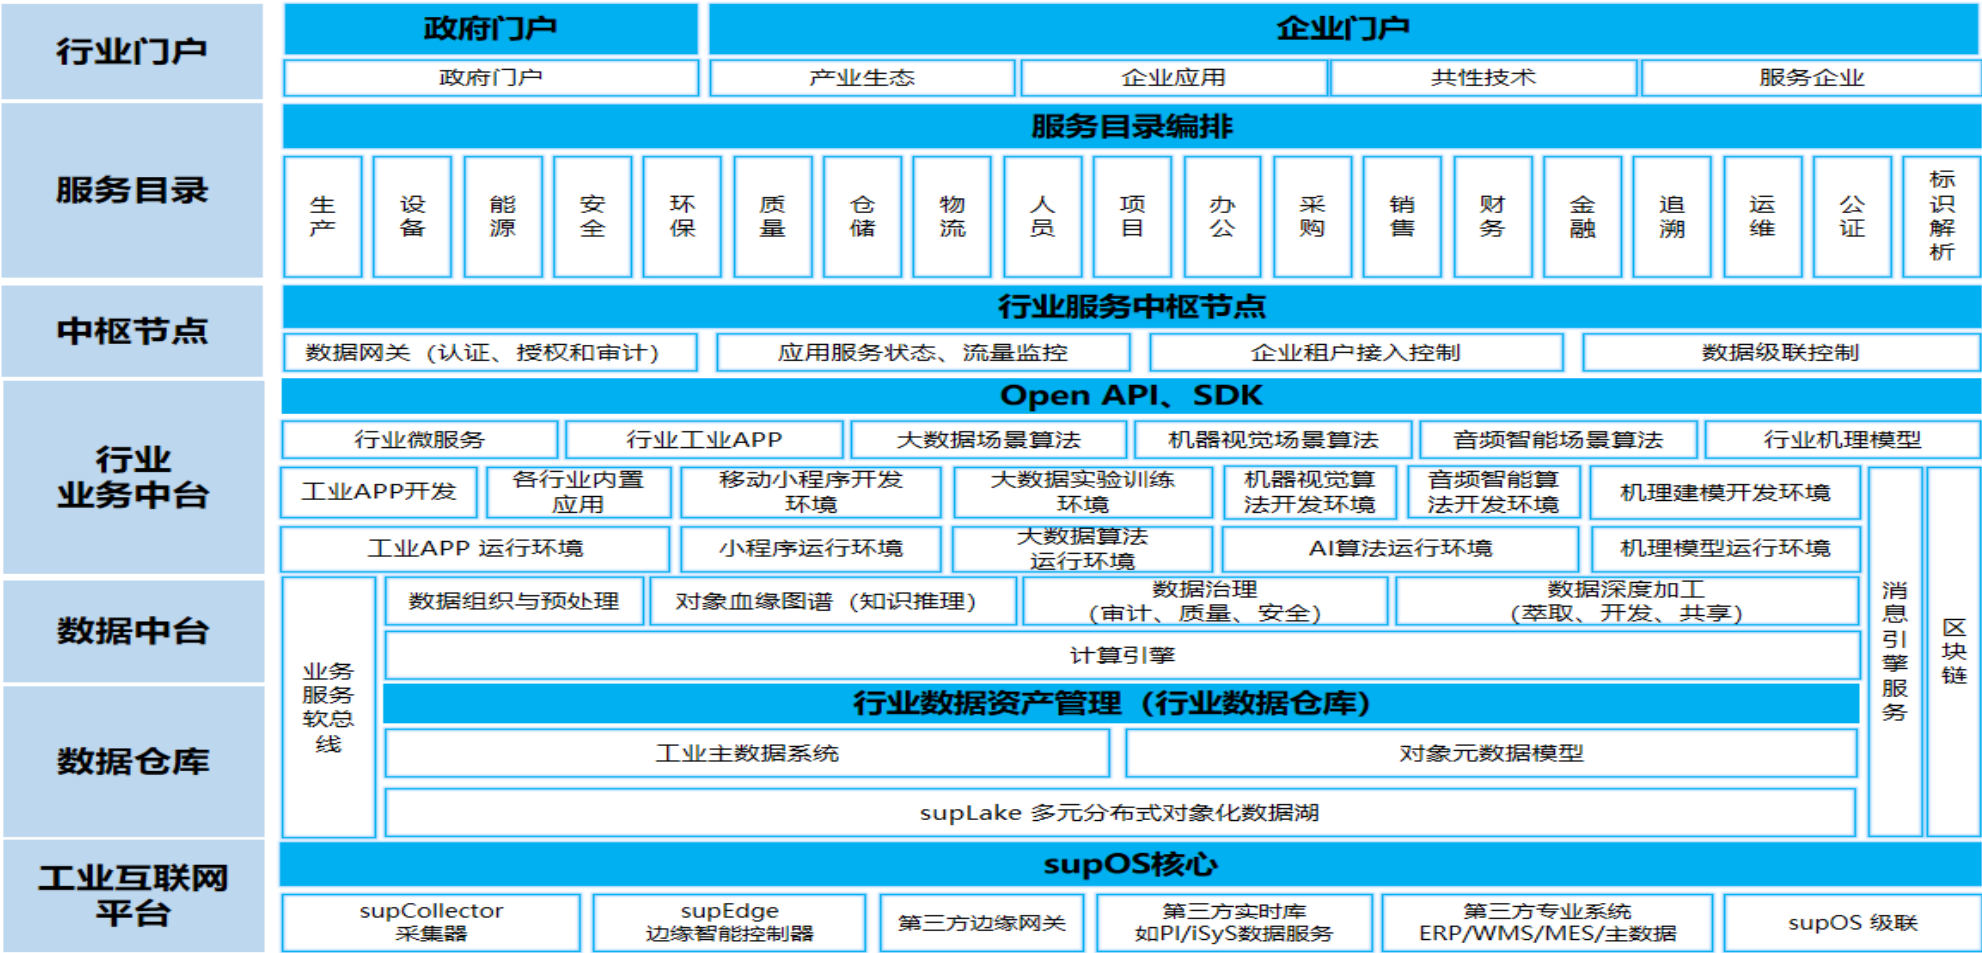 行业门户
政府门户
企业门户
政府门户
产业生态
企业应用
共性技术
服务企业
服务目录
服务目录编排
生产
设备
能源
安全
环保
质量
仓储
物流
人员
项目
办公
采购
销售
财务
金融
追溯
运维
公证
标识解析
中枢节点
行业服务中枢节点
数据网关（认证、授权和审计）
应用服务状态、流量监控
企业租户接入控制
数据级联控制
行业
业务中台
Open API、SDK
行业微服务
行业工业APP
大数据场景算法
机器视觉场景算法
音频智能场景算法
行业机理模型
工业APP开发
各行业内置
应用
移动小程序开发
环境
大数据实验训练
环境
机器视觉算
法开发环境
音频智能算
法开发环境
机理建模开发环境
工业APP 运行环境
小程序运行环境
大数据算法
运行环境
AI算法运行环境
机理模型运行环境
消息引擎服务
区块链
数据中台
业务
服务
软总
线
数据组织与预处理
对象血缘图谱（知识推理）
数据治理
（审计、质量、安全）
数据深度加工
（萃取、开发、共享）
计算引擎
数据仓库
行业数据资产管理（行业数据仓库）
工业主数据系统
对象元数据模型
supLake 多元分布式对象化数据湖
工业互联网
平台
supOS核心
supCollector
采集器
supEdge
边缘智能控制器
第三方边缘网关
第三方实时库
如PI/iSyS数据服务
第三方专业系统
ERP/WMS/MES/主数据
supOS 级联